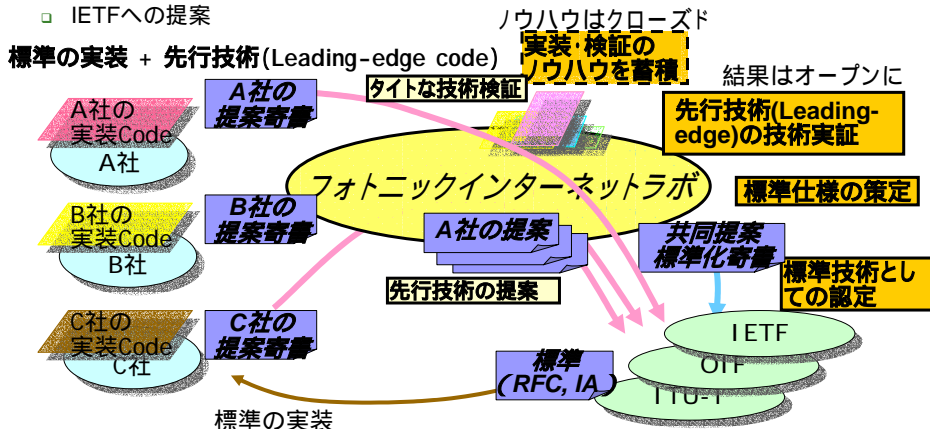 IETFへの提案
ノウハウはクローズド
標準の実装 + 先行技術(Leading-edge code)
実装・検証の
ノウハウを蓄積
結果はオープンに
タイトな技術検証
A社の
提案寄書
A社の
実装Code
A社
先行技術(Leading-
edge)の技術実証
フォトニックインターネットラボ
標準仕様の策定
B社の
提案寄書
B社の
実装Code
B社
A社の提案
共同提案
標準化寄書
標準技術とし
ての認定
先行技術の提案
C社の
提案寄書
C社の
実装Code
C社
IETF
OIF
ITU-T
標準
(RFC, IA)
標準の実装